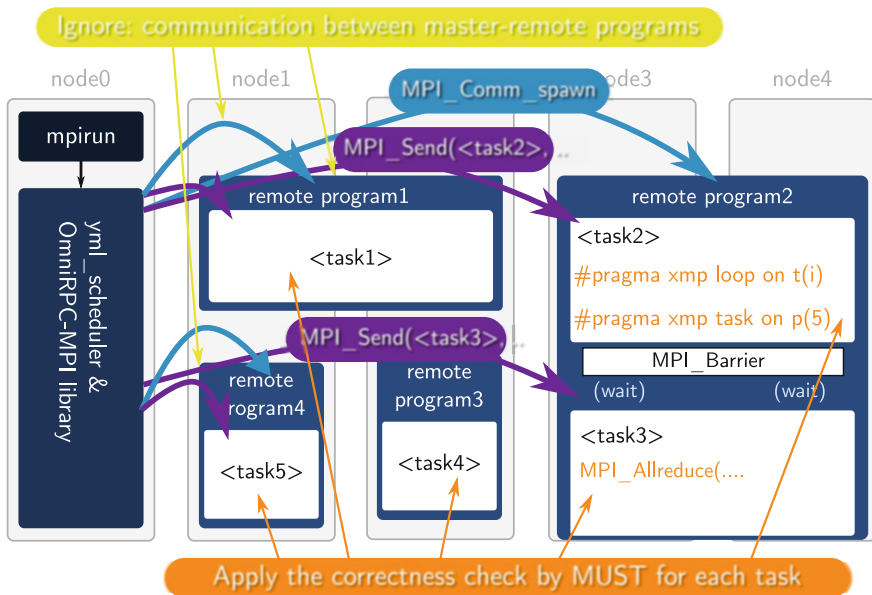 Ignore: communication between master-remote programs
node0
node1
node3
node4
MPI_Comm_spawn
mpirun
MPI_Send(<task2>, ..
yml_scheduler &
OmniRPC-MPI library
remote program1
<task1>
remote program2
<task2>
#pragma xmp loop on t(i)
#pragma xmp task on p(5)
MPI_Send(<task3>, ..
MPI_Barrier
(wait)
(wait)
remote
rogram4
<task5>
remote
program3
<task4>
<task3>
MPI_Allreduce(....
Apply the correctness check by MUST for each task